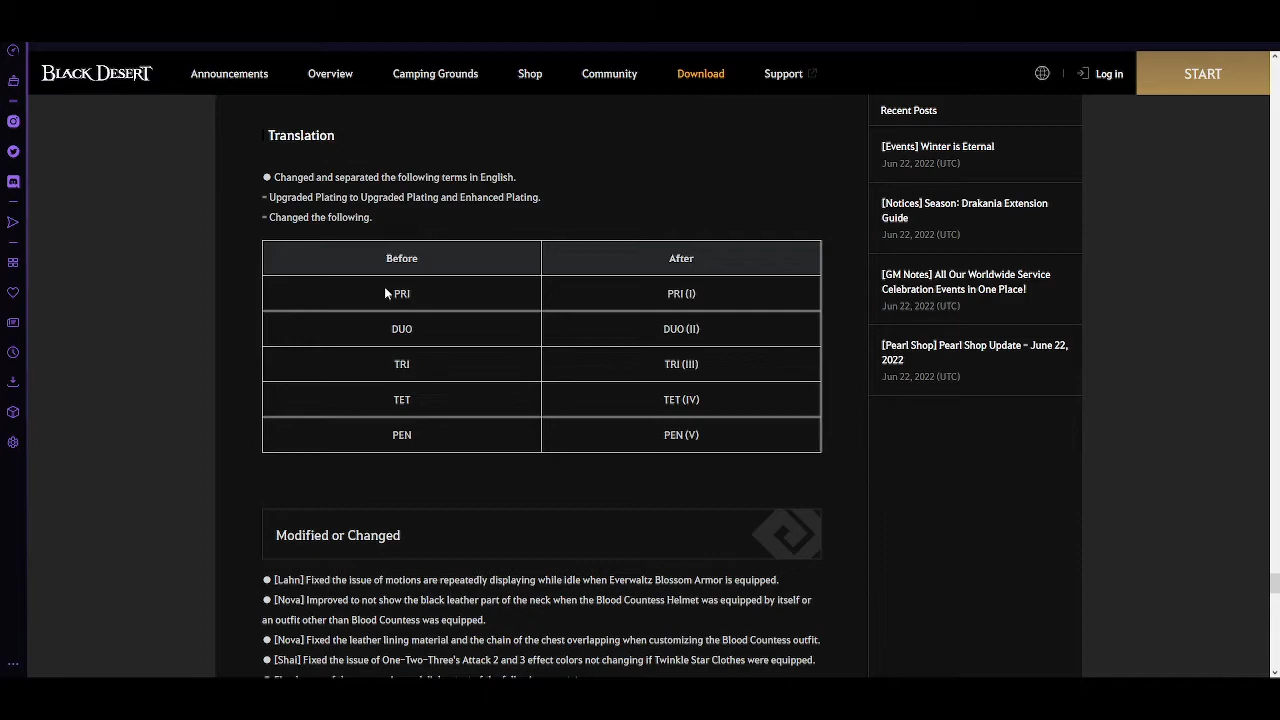 BLACK DESERT Announcements Overview Camping Grounds Shop Community Download Support Log in START
Translation
● Changed and separated the following terms in English.
- Upgraded Plating to Upgraded Plating and Enhanced Plating.
- Changed the following.
Before After
PRI PRI (I)
DUO DUO (II)
TRI TRI (III)
TET TET (IV)
PEN PEN (V)
Modified or Changed
● [Lahn] Fixed the issue of motions are repeatedly displaying while idle when Everwaltz Blossom Armor is equipped.
● [Nova] Improved to not show the black leather part of the neck when the Blood Countess Helmet was equipped by itself or
an outfit other than Blood Countess was equipped.
● [Nova] Fixed the leather lining material and the chain of the chest overlapping when customizing the Blood Countess outfit.
● [Shai] Fixed the issue of One-Two-Three's Attack 2 and 3 effect colors not changing if Twinkle Star Clothes were equipped.
Recent Posts
[Events] Winter is Eternal
Jun 22, 2022 (UTC)
[Notices] Season: Drakania Extension
Guide
Jun 22, 2022 (UTC)
[GM Notes] All Our Worldwide Service
Celebration Events in One Place!
Jun 22, 2022 (UTC)
[Pearl Shop] Pearl Shop Update - June 22,
2022
Jun 22, 2022 (UTC)